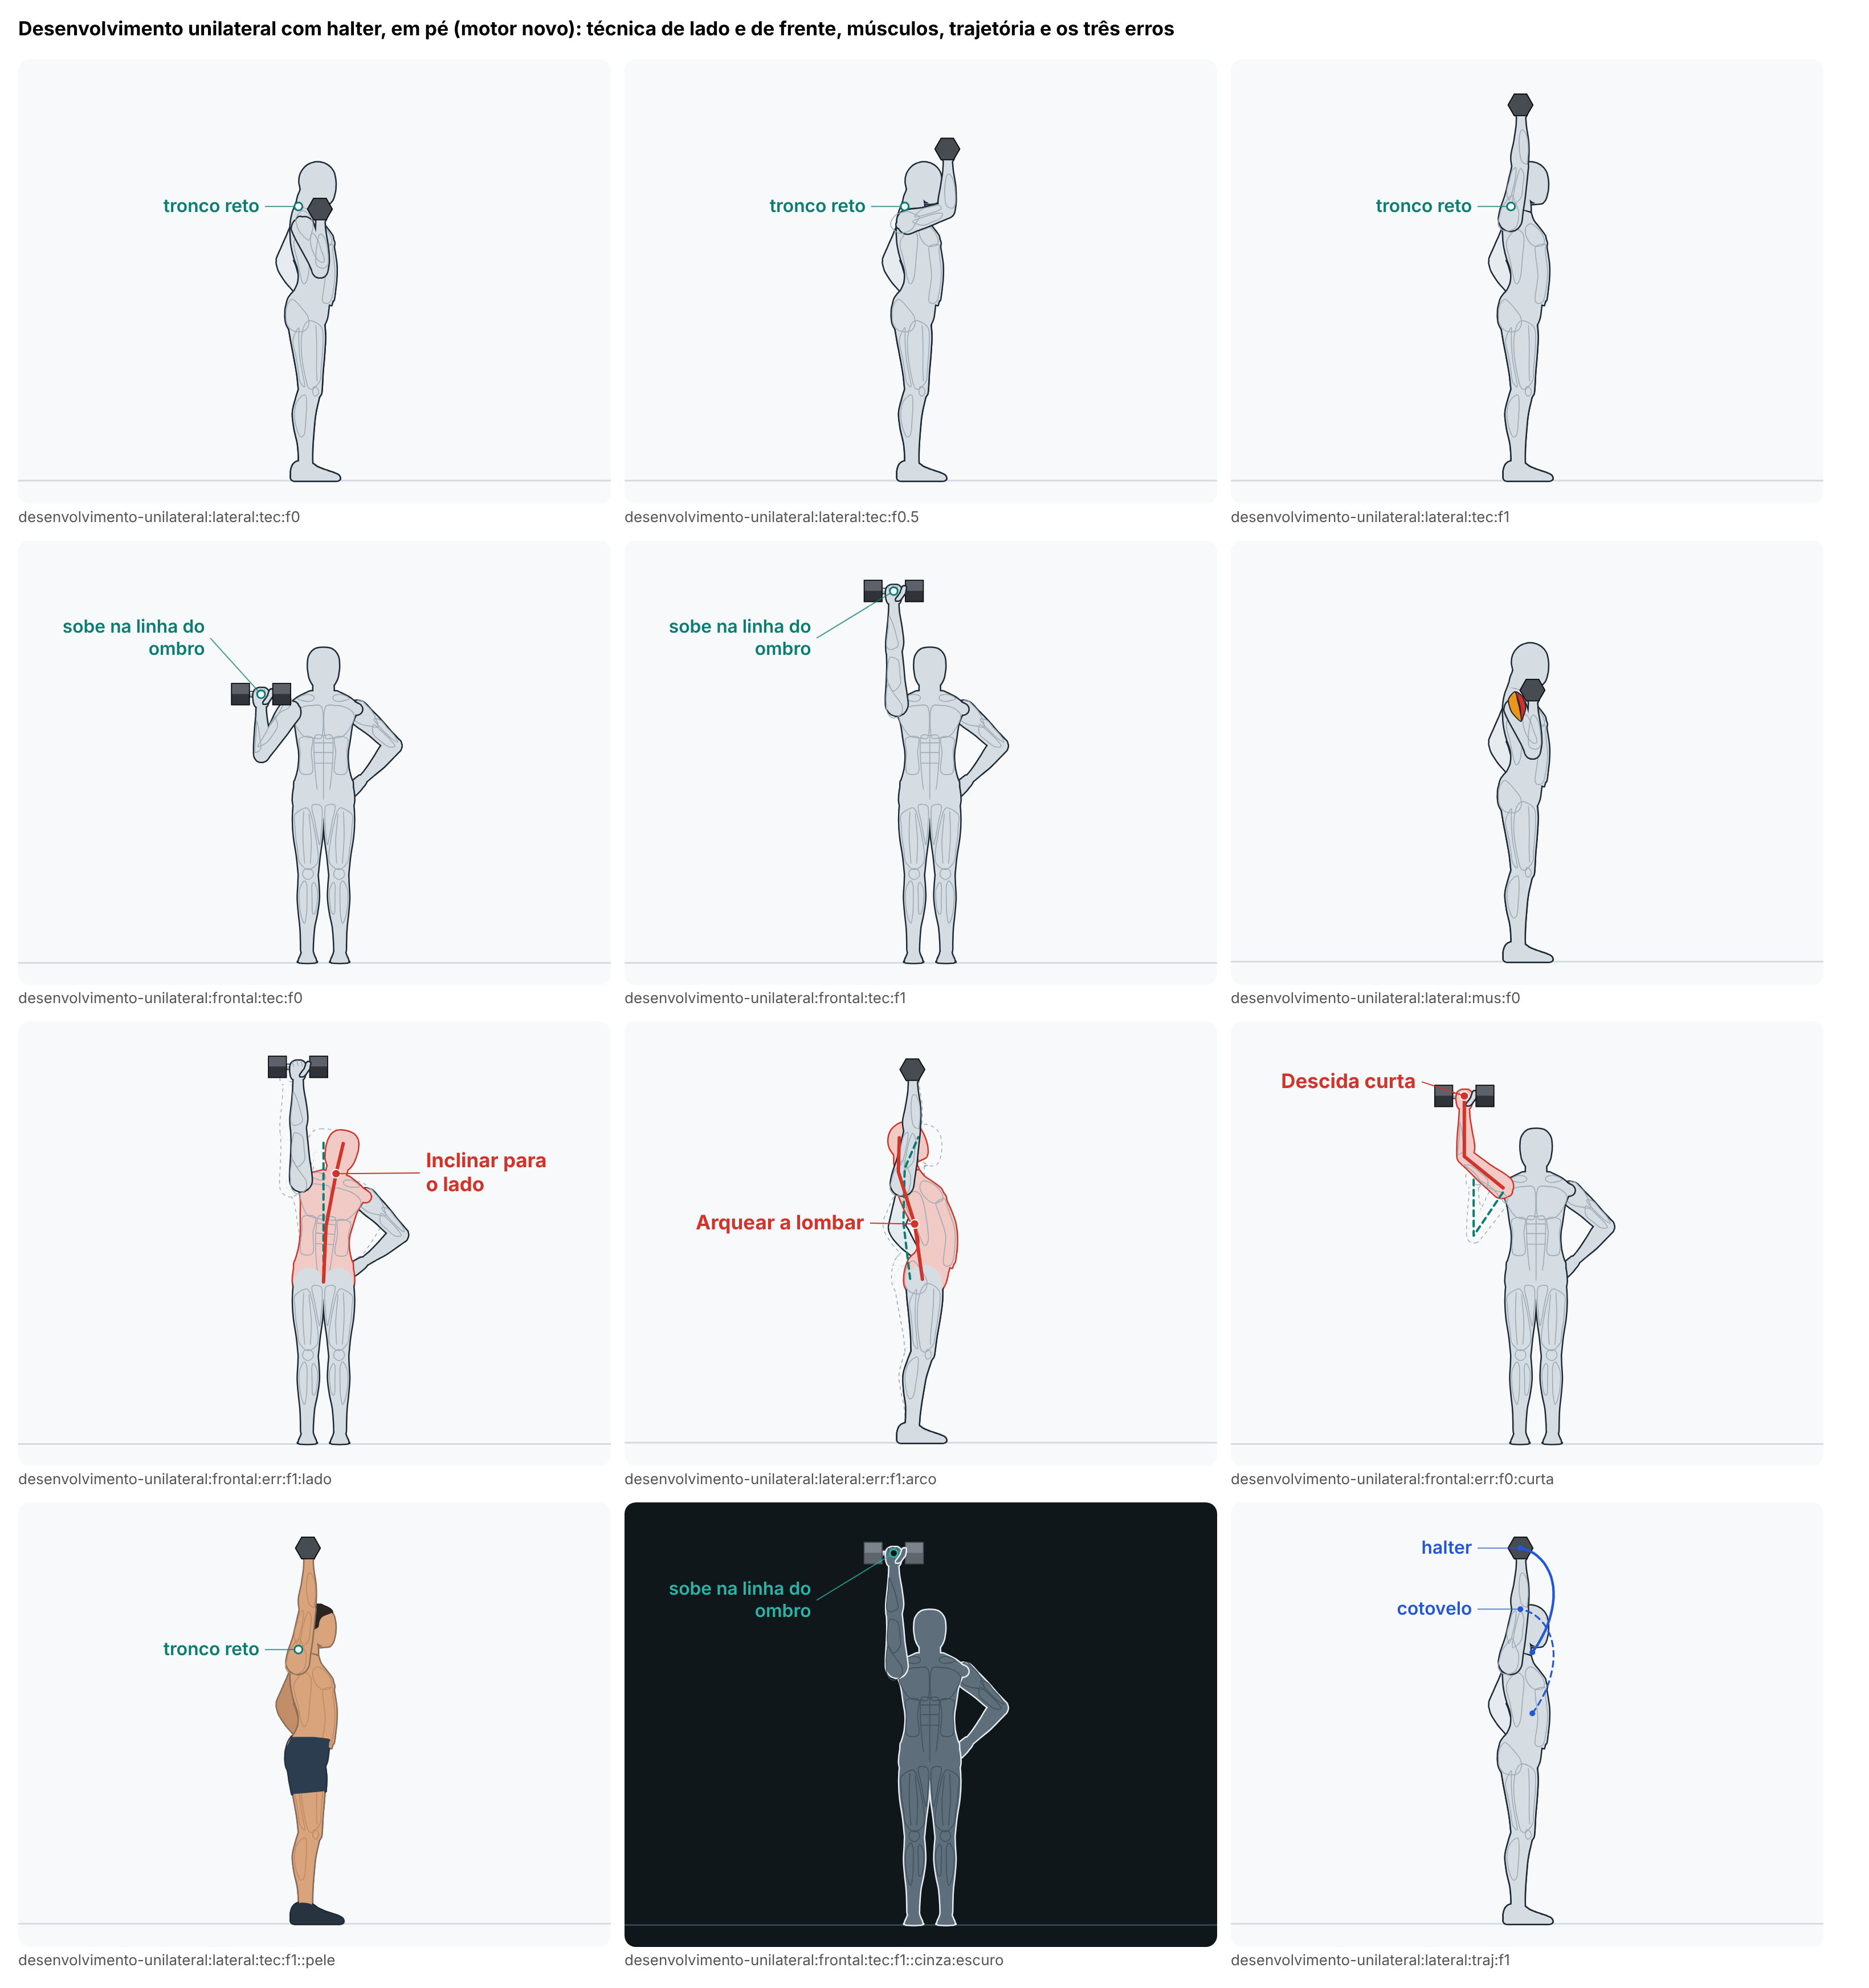 Desenvolvimento unilateral com halter, em pé (motor novo): técnica de lado e de frente, músculos, trajetória e os três erros
tronco reto
tronco reto
tronco reto
desenvolvimento-unilateral:lateral:tec:f0
desenvolvimento-unilateral:lateral:tec:f0.5
desenvolvimento-unilateral:lateral:tec:f1
sobe na linha do
ombro
sobe na linha do
ombro
desenvolvimento-unilateral:frontal:tec:f0
desenvolvimento-unilateral:frontal:tec:f1
desenvolvimento-unilateral:lateral:mus:f0
Inclinar para
o lado
Arquear a lombar
Descida curta
desenvolvimento-unilateral:frontal:err:f1:lado
desenvolvimento-unilateral:lateral:err:f1:arco
desenvolvimento-unilateral:frontal:err:f0:curta
tronco reto
sobe na linha do
ombro
halter
cotovelo
desenvolvimento-unilateral:lateral:tec:f1::pele
desenvolvimento-unilateral:frontal:tec:f1::cinza:escuro
desenvolvimento-unilateral:lateral:traj:f1